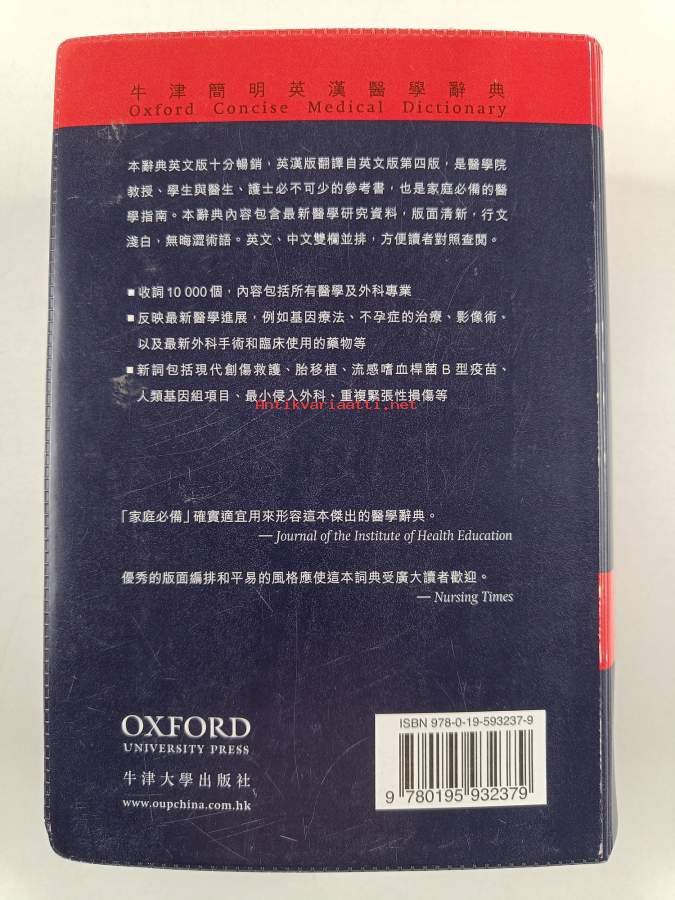 牛津簡明英漢醫學辭典
Oxford Concise Medical Dictionary
本辭典英文版十分暢銷，英漢版翻譯自英文版第四版，是醫學院
教授、學生與醫生、護士必不可少的參考書，也是家庭必備的醫
學指南。本辭典內容包含最新醫學研究資料，版面清新，行文
淺白，無晦澀術語。英文、中文雙欄並排，方便讀者對照查閱。
■ 收詞 10 000 個，內容包括所有醫學及外科專業
■ 反映最新醫學進展，例如基因療法、不孕症的治療、影像術、
以及最新外科手術和臨床使用的藥物等
■ 新詞包括現代創傷救護、胎移植、流感嗜血桿菌 B 型疫苗、
人類基因組項目、最小侵入外科、重複緊張性損傷等
Antikvariaatti.net
「家庭必備」確實適宜用來形容這本傑出的醫學辭典。
— Journal of the Institute of Health Education
優秀的版面編排和平易的風格應使這本詞典受廣大讀者歡迎。
— Nursing Times
OXFORD
UNIVERSITY PRESS
牛津大學出版社
www.oupchina.com.hk
ISBN 978-0-19-593237-9
9 780195 932379